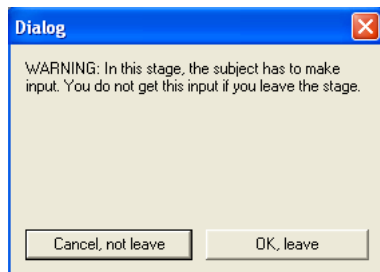 Dialog
WARNING: In this stage, the subject has to make
input. You do not get this input if you leave the stage.
Cancel, not leave
OK, leave